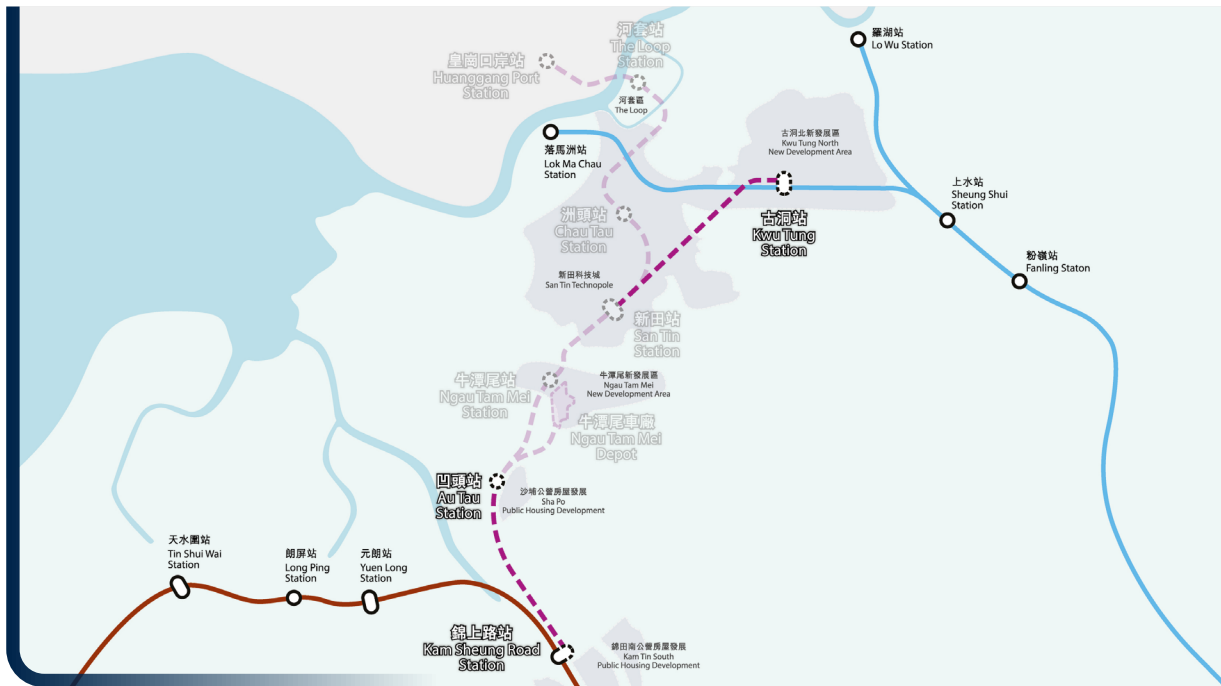 河套站
The Loop
Station
皇崗口岸站
Huanggang Port
Station
羅湖站
Lo Wu Station
河套區
The Loop
落馬洲站
Lok Ma Chau
Station
古洞北新發展區
Kwu Tung North
New Development Area
上水站
Sheung Shui
Station
洲頭站
Chau Tau
Station
古洞站
Kwu Tung
Station
粉嶺站
Fanling Staton
新田科技城
San Tin Technopole
新田站
San Tin
Station
牛潭尾站
Ngau Tam Mei
Station
牛潭尾新發展區
Ngau Tam Mei
New Development Area
牛潭尾車廠
Ngau Tam Mei
Depot
凹頭站
Au Tau
Station
沙埔公營房屋發展
Sha Po
Public Housing Development
天水圍站
Tin Shui Wai
Station
朗屏站
Long Ping
Station
元朗站
Yuen Long
Station
錦上路站
Kam Sheung Road
Station
錦田南公營房屋發展
Kam Tin South
Public Housing Development